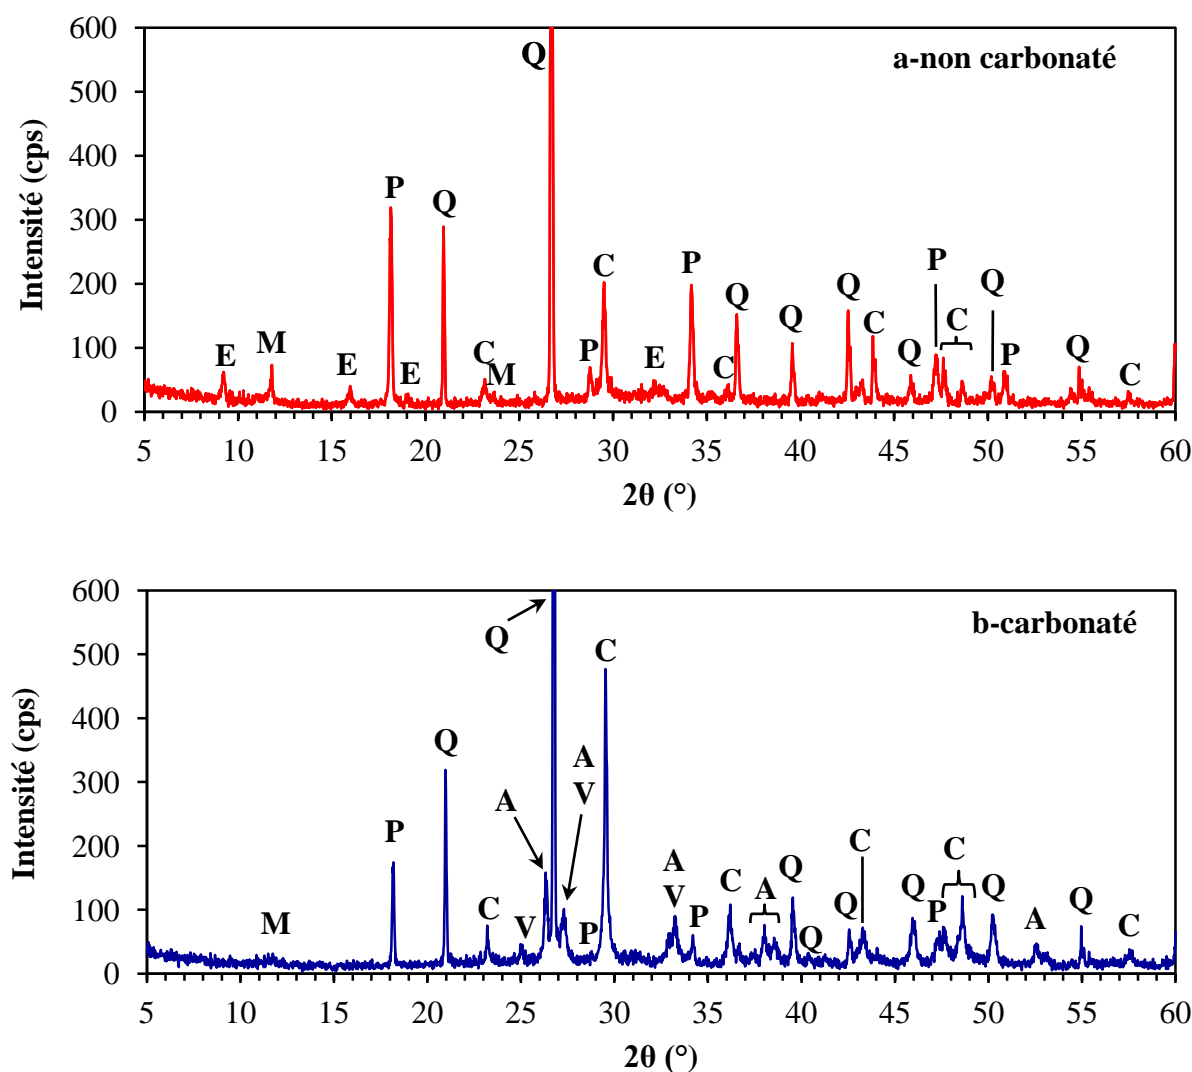 a-non carbonaté
Intensité (cps)
600
500
400
300
200
100
0
Q
P
Q
C
P
Q
Q
Q
P
Q
C
C
E
M
E
E
C
M
P
E
C
Q
P
Q
C
5 10 15 20 25 30 35 40 45 50 55 60
2θ (°)
b-carbonaté
Intensité (cps)
600
500
400
300
200
100
0
Q
C
Q
A
V
A
P
C
C
A
V
Q
C
A
Q
P
Q
Q
M
C
V
P
P
Q
Q
A
Q
C
5 10 15 20 25 30 35 40 45 50 55 60
2θ (°)